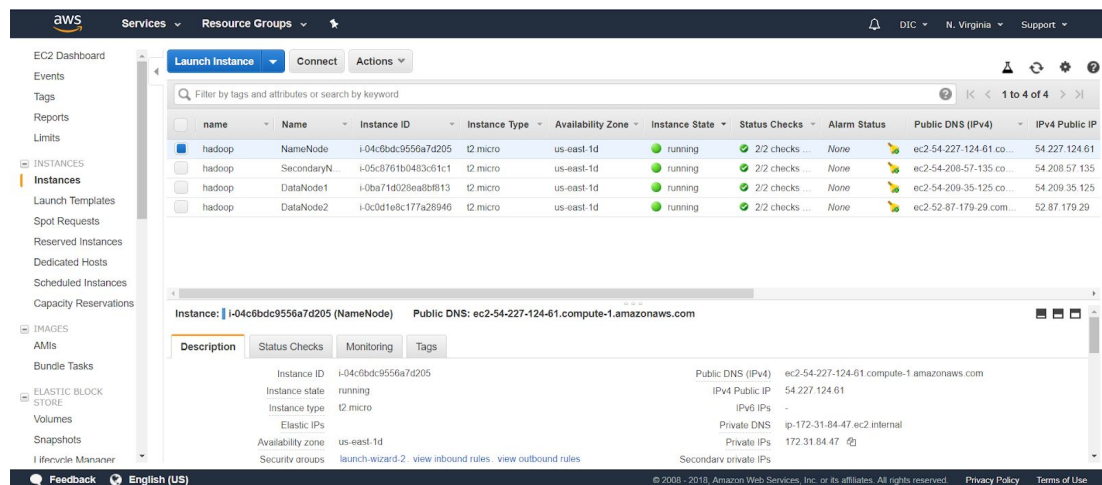 aws Services Resource Groups DIC N. Virginia Support
EC2 Dashboard
Events
Tags
Reports
Limits
INSTANCES
Instances
Launch Templates
Spot Requests
Reserved Instances
Dedicated Hosts
Scheduled Instances
Capacity Reservations
IMAGES
AMIs
Bundle Tasks
ELASTIC BLOCK
STORE
Volumes
Snapshots
Lifecycle Manager
Launch Instance Connect Actions
Filter by tags and attributes or search by keyword 1 to 4 of 4
name Name Instance ID Instance Type Availability Zone Instance State Status Checks Alarm Status Public DNS (IPv4) IPv4 Public IP
hadoop NameNode i-04c6bdc9556a7d205 t2.micro us-east-1d running 2/2 checks ... None ec2-54-227-124-61.co... 54.227.124.61
hadoop SecondaryN... i-05c8761b0483c61c1 t2.micro us-east-1d running 2/2 checks ... None ec2-54-208-57-135.co... 54.208.57.135
hadoop DataNode1 i-0ba71d028ea8bf813 t2.micro us-east-1d running 2/2 checks ... None ec2-54-209-35-125.co... 54.209.35.125
hadoop DataNode2 i-0c0d1e8c177a28946 t2.micro us-east-1d running 2/2 checks ... None ec2-52-87-179-29.com... 52.87.179.29
Instance: i-04c6bdc9556a7d205 (NameNode) Public DNS: ec2-54-227-124-61.compute-1.amazonaws.com
Description Status Checks Monitoring Tags
Instance ID i-04c6bdc9556a7d205 Public DNS (IPv4) ec2-54-227-124-61.compute-1.amazonaws.com
Instance state running IPv4 Public IP 54.227.124.61
Instance type t2.micro IPv6 IPs -
Elastic IPs Private DNS ip-172-31-84-47.ec2.internal
Availability zone us-east-1d Private IPs 172.31.84.47
Security groups launch-wizard-2. view inbound rules. view outbound rules Secondary private IPs
Feedback English (US) © 2008 - 2018, Amazon Web Services, Inc. or its affiliates. All rights reserved. Privacy Policy Terms of Use